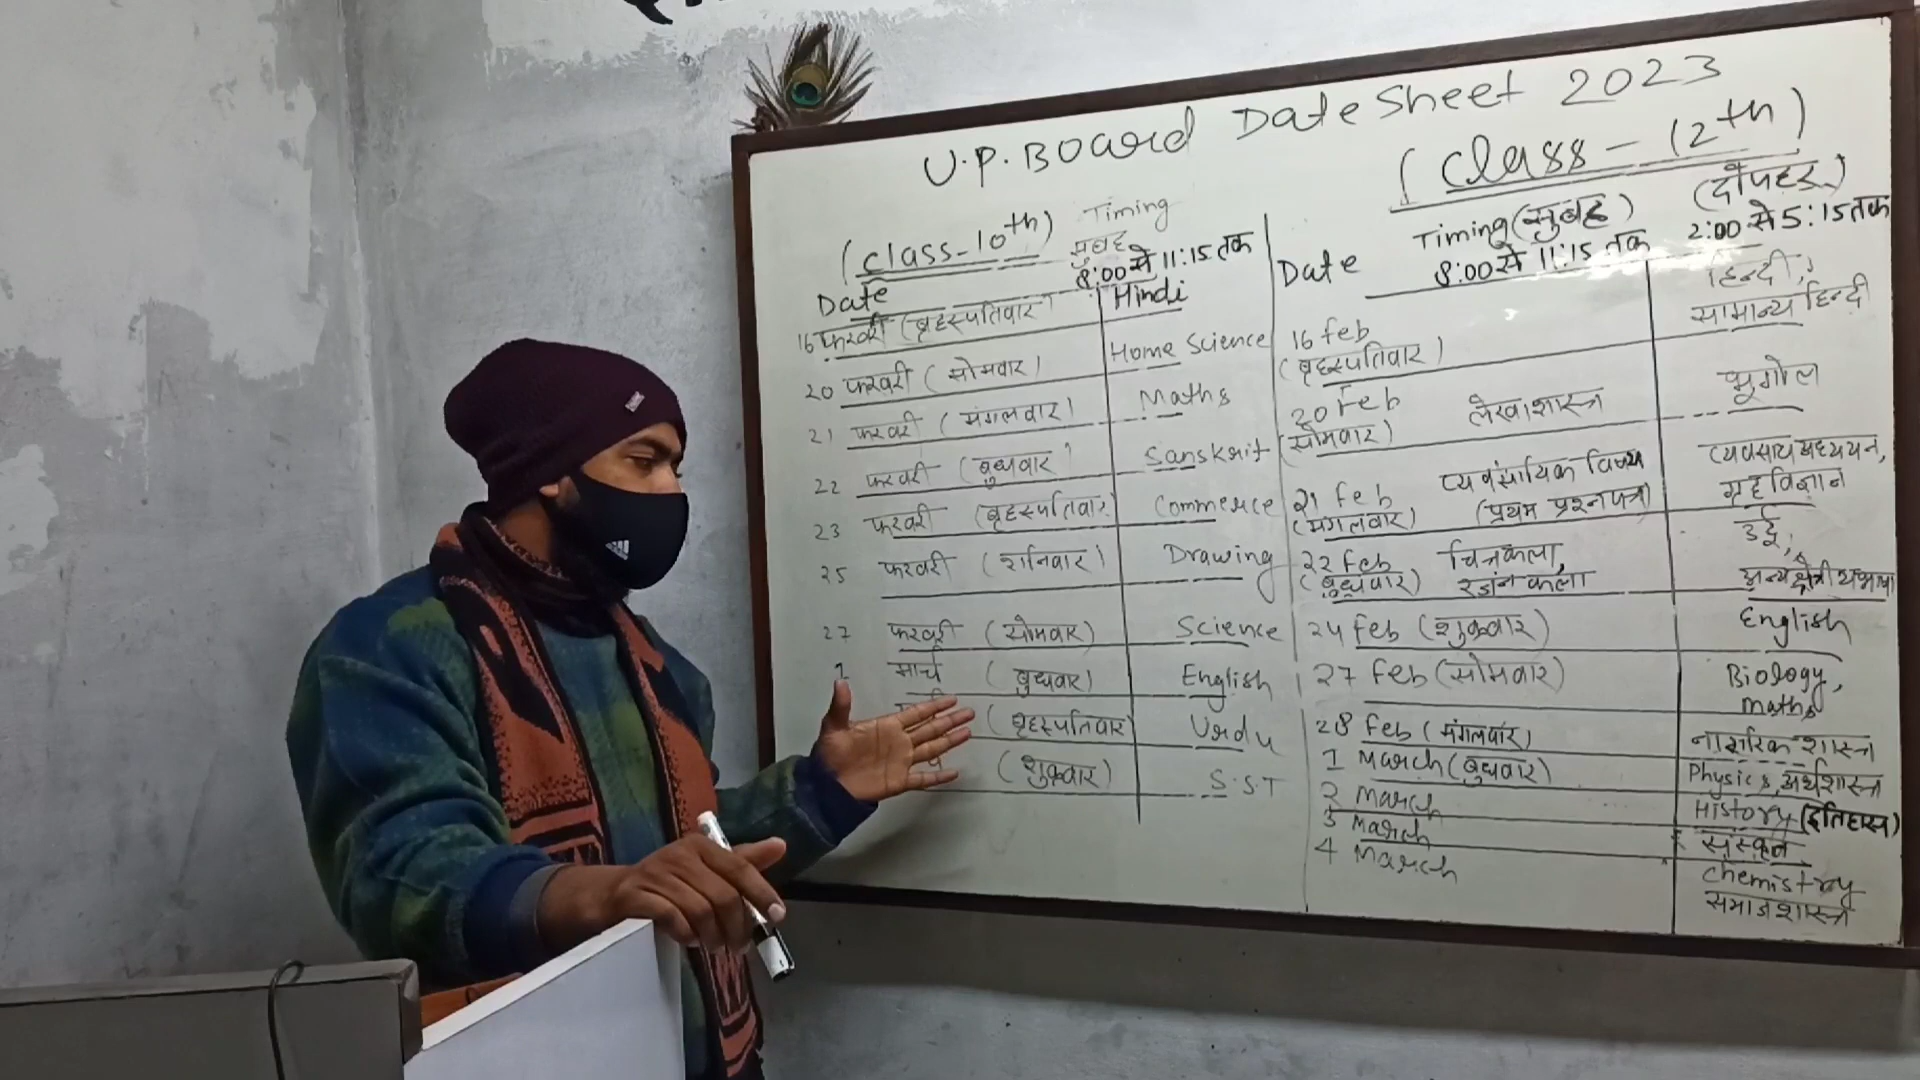 U.P. Board Date Sheet 2023
(Class-10th) Timing
सुबह
8:00 से 11:15 तक
Date
16 फरवरी (बृहस्पतिवार) Hindi
20 फरवरी (सोमवार) Home Science
21 फरवरी (मंगलवार) Maths
22 फरवरी (बुधवार) Sanskrit
23 फरवरी (बृहस्पतिवार) Commerce
25 फरवरी (शनिवार) Drawing
27 फरवरी (सोमवार) Science
1 मार्च (बुधवार) English
(बृहस्पतिवार) Urdu
(शुक्रवार) S.S.T
(Class-12th)
Date Timing (सुबह) (दोपहर)
8:00 से 11:15 तक 2:00 से 5:15 तक
16 Feb हिन्दी,
(बृहस्पतिवार) सामान्य हिन्दी
20 Feb लेखाशास्त्र भूगोल
(सोमवार)
21 Feb व्यवसायिक विषय व्यवसाय अध्ययन,
(मंगलवार) (प्रथम प्रश्नपत्र) गृहविज्ञान
22 Feb चित्रकला, उर्दू,
(बुधवार) रंजनकला अन्य क्षेत्रीय भाषा
24 Feb (शुक्रवार) English
27 Feb (सोमवार) Biology,
Maths
28 Feb (मंगलवार) नागरिक शास्त्र
1 March (बुधवार) Physics, अर्थशास्त्र
2 March History (इतिहास)
3 March संस्कृत
4 March Chemistry
समाजशास्त्र